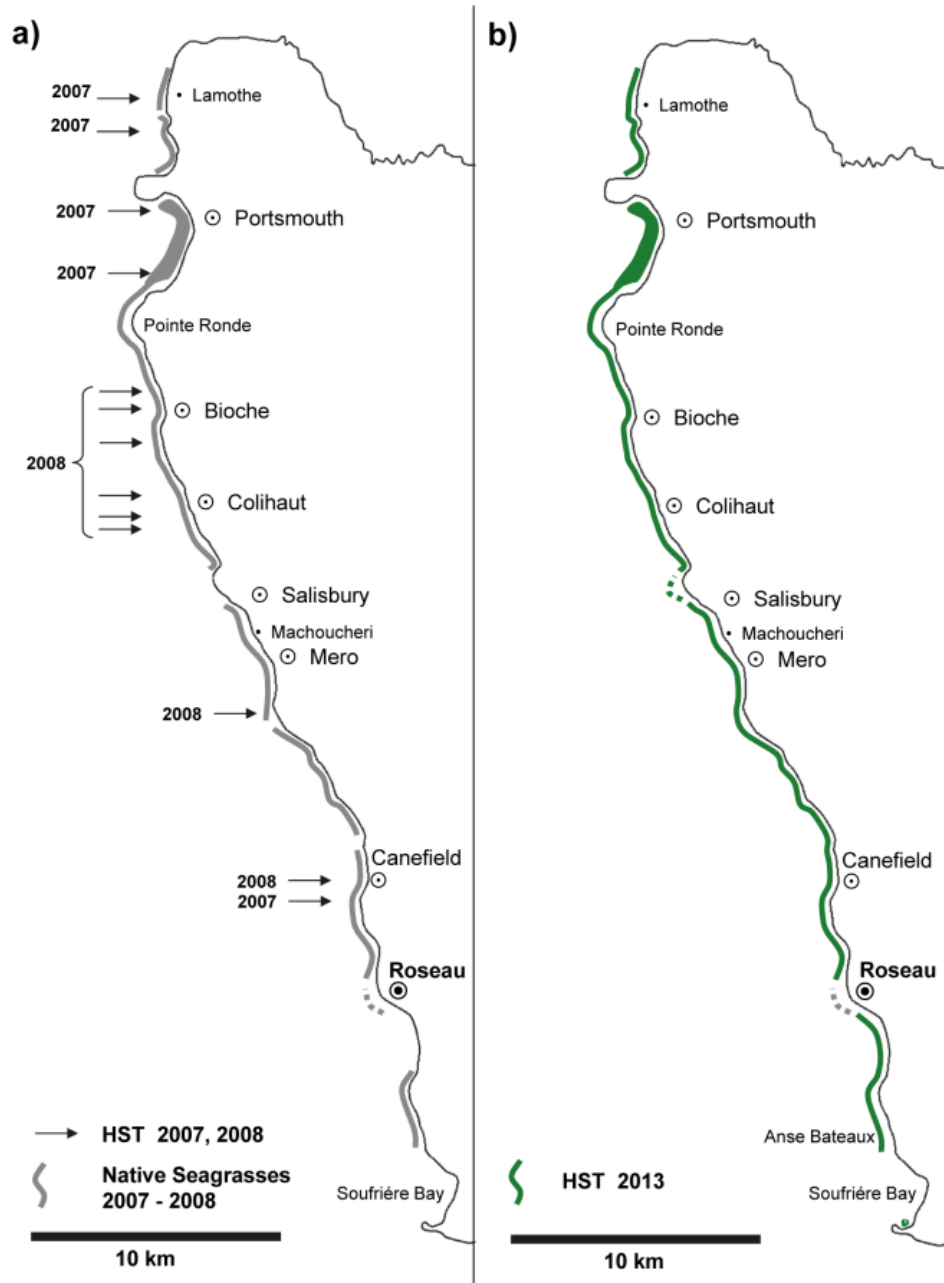 a)
2007
Lamothe
2007
2007
Portsmouth
2007
Pointe Ronde
Bioche
2008
Colihaut
Salisbury
Machoucheri
Mero
2008
Canefield
2008
2007
Roseau
HST 2007, 2008
Native Seagrasses
2007 - 2008
Soufriére Bay
10 km
b)
Lamothe
Portsmouth
Pointe Ronde
Bioche
Colihaut
Salisbury
Machoucheri
Mero
Canefield
Roseau
Anse Bateaux
HST 2013
Soufriére Bay
10 km